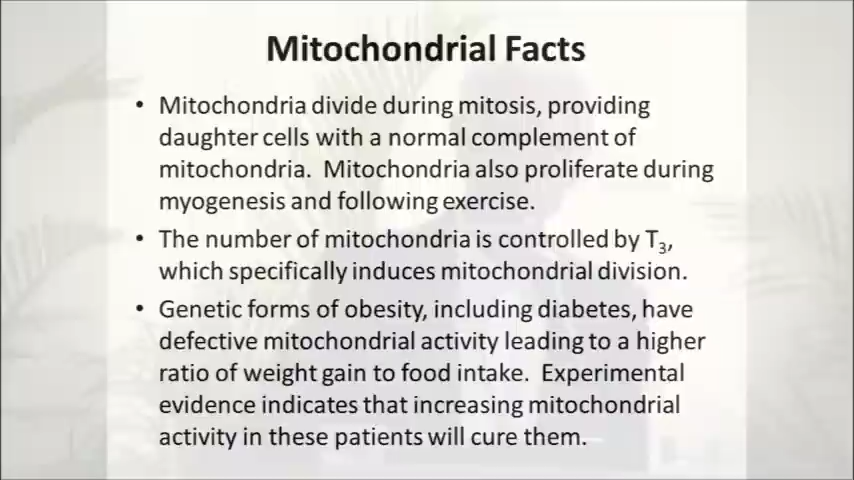 Mitochondrial Facts
• Mitochondria divide during mitosis, providing
daughter cells with a normal complement of
mitochondria. Mitochondria also proliferate during
myogenesis and following exercise.
• The number of mitochondria is controlled by T₃,
which specifically induces mitochondrial division.
• Genetic forms of obesity, including diabetes, have
defective mitochondrial activity leading to a higher
ratio of weight gain to food intake. Experimental
evidence indicates that increasing mitochondrial
activity in these patients will cure them.